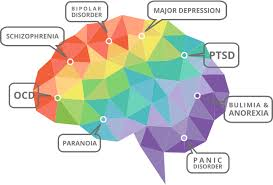 BIPOLAR
DISORDER
MAJOR DEPRESSION
SCHIZOPHRENIA
PTSD
OCD
BULIMIA &
ANOREXIA
PARANOIA
PANIC
DISORDER